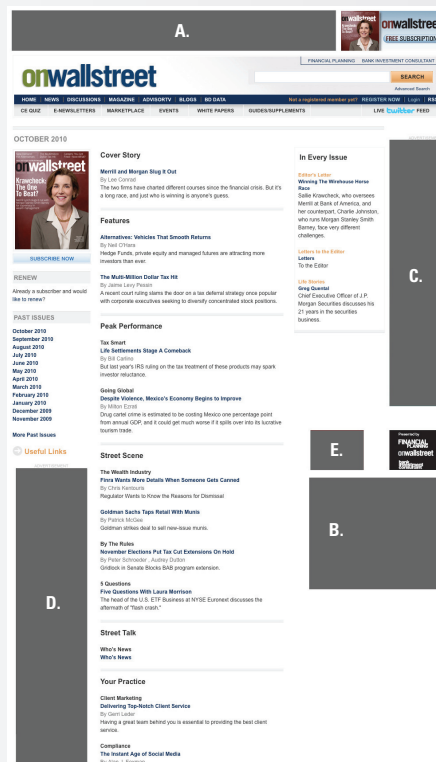 A.
onwallstreet
FREE SUBSCRIPTION
FINANCIAL PLANNING BANK INVESTMENT CONSULTANT
onwallstreet
SEARCH
Advanced Search
HOME NEWS DISCUSSIONS MAGAZINE ADVISORTV BLOGS BD DATA
Not a registered member yet? REGISTER NOW Login RSS
CE QUIZ E-NEWSLETTERS MARKETPLACE EVENTS WHITE PAPERS GUIDES/SUPPLEMENTS LIVE twitter FEED
OCTOBER 2010
onwallstreet
Krawcheck:
The One
To Beat?
SUBSCRIBE NOW
RENEW
Already a subscriber and would
like to renew?
PAST ISSUES
October 2010
September 2010
August 2010
July 2010
June 2010
May 2010
April 2010
March 2010
February 2010
January 2010
December 2009
November 2009
More Past Issues
Useful Links
ADVERTISEMENT
D.
Cover Story
Merrill and Morgan Slug It Out
By Lee Conrad
The two firms have charted different courses since the financial crisis. But it's
a long race, and just who is winning is anyone's guess.
Features
Alternatives: Vehicles That Smooth Returns
By Neil O'Hara
Hedge Funds, private equity and managed futures are attracting more
investors than ever.
The Multi-Million Dollar Tax Hit
By Jaime Levy Pessin
A recent court ruling slams the door on a tax deferral strategy once popular
with corporate executives seeking to diversify concentrated stock positions.
Peak Performance
Tax Smart
Life Settlements Stage A Comeback
By Bill Carlino
But last year's IRS ruling on the tax treatment of these products may spark
investor reluctance.
Going Global
Despite Violence, Mexico's Economy Begins to Improve
By Milton Ezrati
Drug cartel crime is estimated to be costing Mexico one percentage point
from annual GDP, and it could get much worse if it spills over into its lucrative
tourism trade.
Street Scene
The Wealth Industry
Finra Wants More Details When Someone Gets Canned
By Chris Kentouris
Regulator Wants to Know the Reasons for Dismissal
Goldman Sachs Taps Retail With Munis
By Patrick McGee
Goldman strikes deal to sell new-issue munis.
By The Rules
November Elections Put Tax Cut Extensions On Hold
By Peter Schroeder , Audrey Dutton
Gridlock in Senate Blocks BAB program extension.
5 Questions
Five Questions With Laura Morrison
The head of the U.S. ETF Business at NYSE Euronext discusses the
aftermath of "flash crash."
Street Talk
Who's News
Who's News
Your Practice
Client Marketing
Delivering Top-Notch Client Service
By Gerri Leder
Having a great team behind you is essential to providing the best client
service.
Compliance
The Instant Age of Social Media
In Every Issue
Editor's Letter
Winning The Wirehouse Horse
Race
Sallie Krawcheck, who oversees
Merrill at Bank of America, and
her counterpart, Charlie Johnston,
who runs Morgan Stanley Smith
Barney, face very different
challenges.
Letters to the Editor
Letters
To the Editor
Life Stories
Greg Quental
Chief Executive Officer of J.P.
Morgan Securities discusses his
21 years in the securities
business.
C.
E.
Presented by
FINANCIAL
PLANNING
onwallstreet
B.